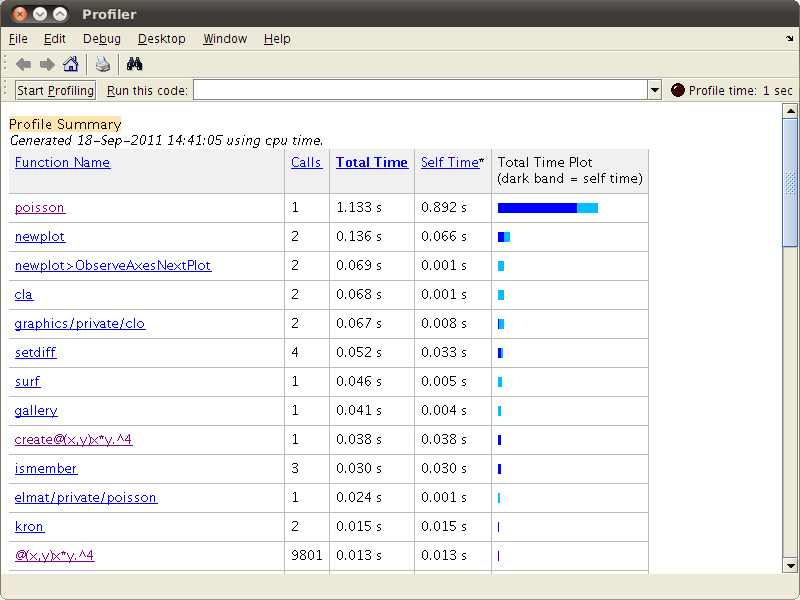 Profiler
File Edit Debug Desktop Window Help
Start Profiling Run this code: Profile time: 1 sec
Profile Summary
Generated 18-Sep-2011 14:41:05 using cpu time.
Function Name Calls Total Time Self Time* Total Time Plot
(dark band = self time)
poisson 1 1.133 s 0.892 s
newplot 2 0.136 s 0.066 s
newplot>ObserveAxesNextPlot 2 0.069 s 0.001 s
cla 2 0.068 s 0.001 s
graphics/private/clo 2 0.067 s 0.008 s
setdiff 4 0.052 s 0.033 s
surf 1 0.046 s 0.005 s
gallery 1 0.041 s 0.004 s
create@(x,y)x*y.^4 1 0.038 s 0.038 s
ismember 3 0.030 s 0.030 s
elmat/private/poisson 1 0.024 s 0.001 s
kron 2 0.015 s 0.015 s
@(x,y)x*y.^4 9801 0.013 s 0.013 s